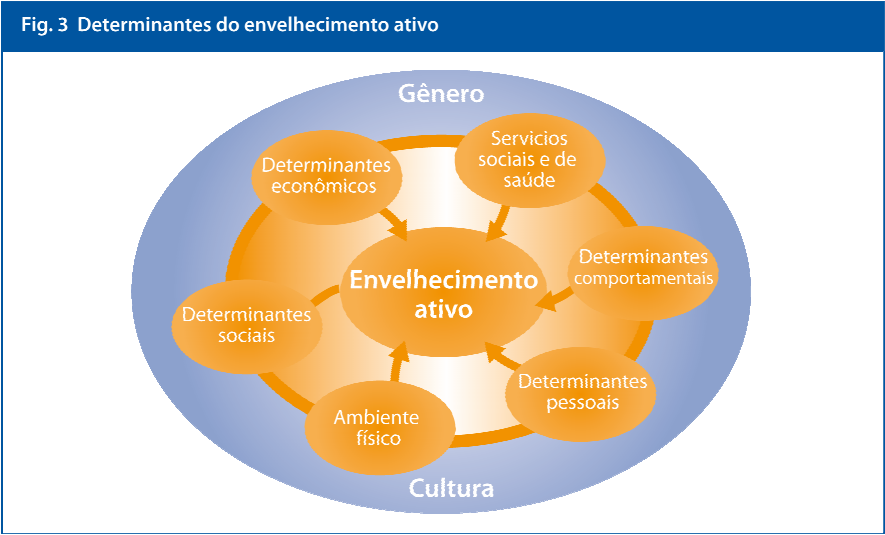 Fig. 3 Determinantes do envelhecimento ativo
Gênero
Determinantes
econômicos
Servicios
sociais e de
saúde
Determinantes
comportamentais
Envelhecimento
ativo
Determinantes
sociais
Determinantes
pessoais
Ambiente
físico
Cultura